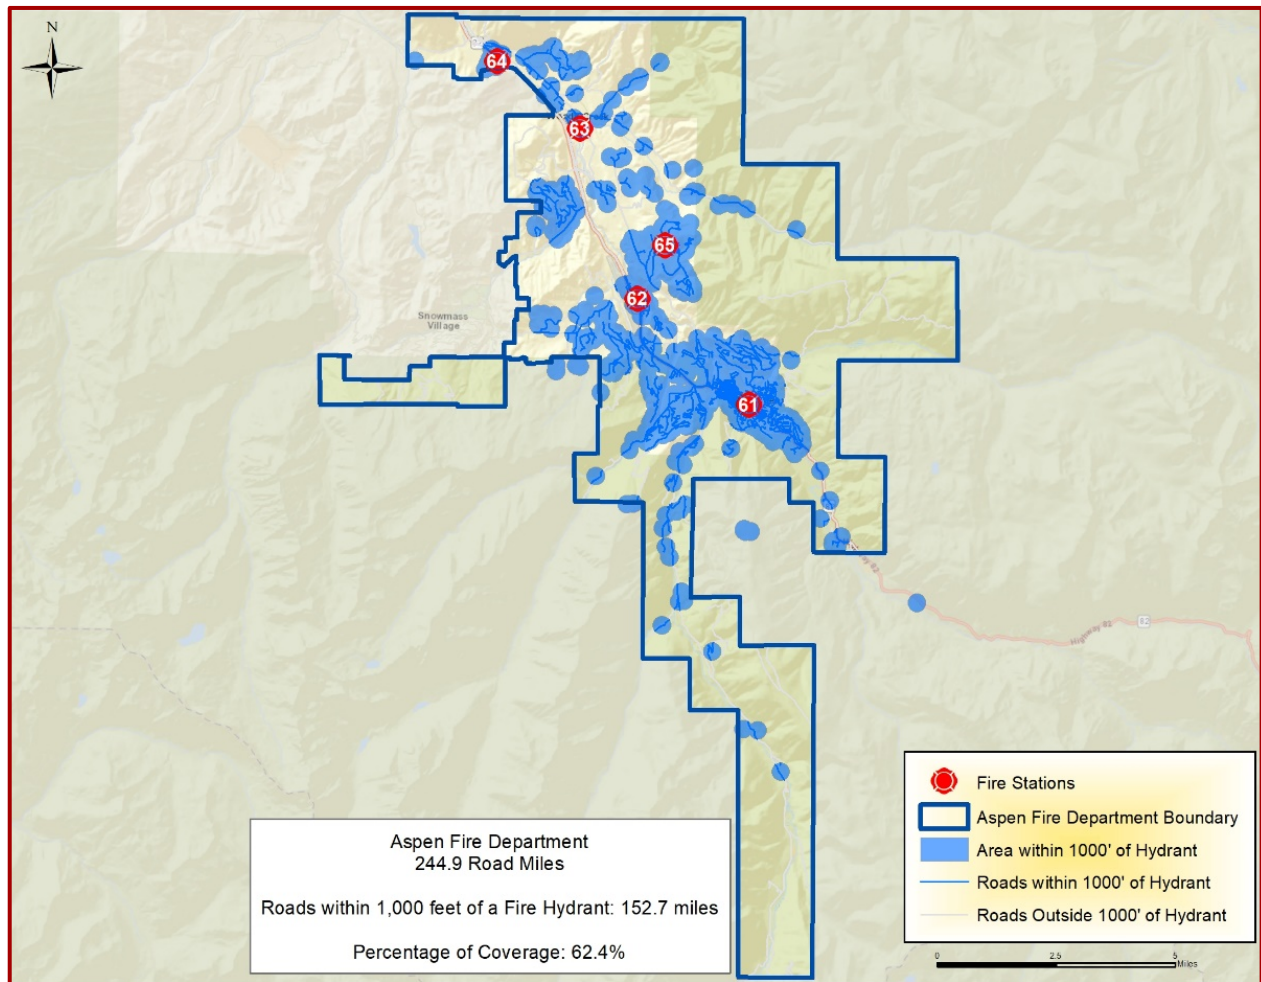 N
64
63
65
62
Snowmass
Village
61
Highway 82
82
Aspen Fire Department
244.9 Road Miles
Roads within 1,000 feet of a Fire Hydrant: 152.7 miles
Percentage of Coverage: 62.4%
Fire Stations
Aspen Fire Department Boundary
Area within 1000' of Hydrant
Roads within 1000' of Hydrant
Roads Outside 1000' of Hydrant
0 2.5 5
Miles